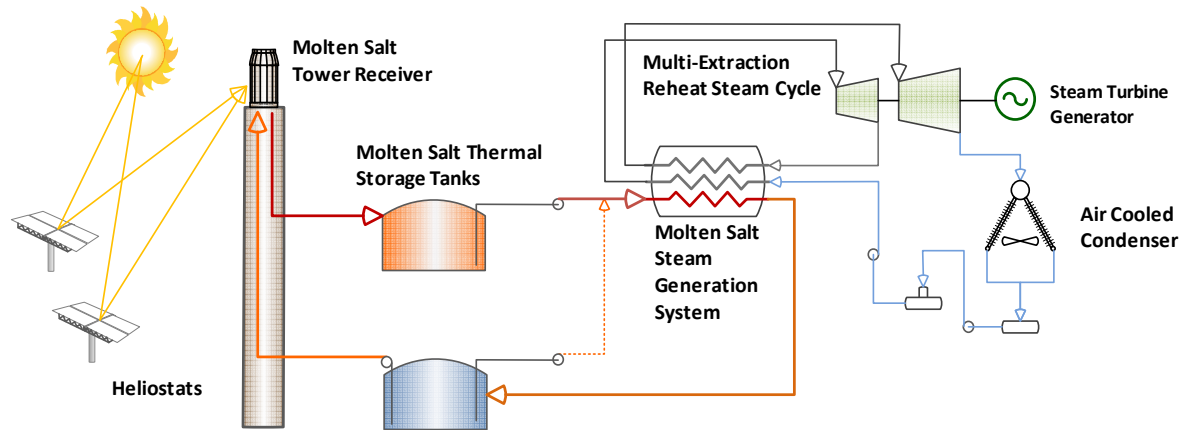 Molten Salt
Tower Receiver
Multi-Extraction
Reheat Steam Cycle
Steam Turbine
Generator
Molten Salt Thermal
Storage Tanks
Air Cooled
Condenser
Molten Salt
Steam
Generation
System
Heliostats